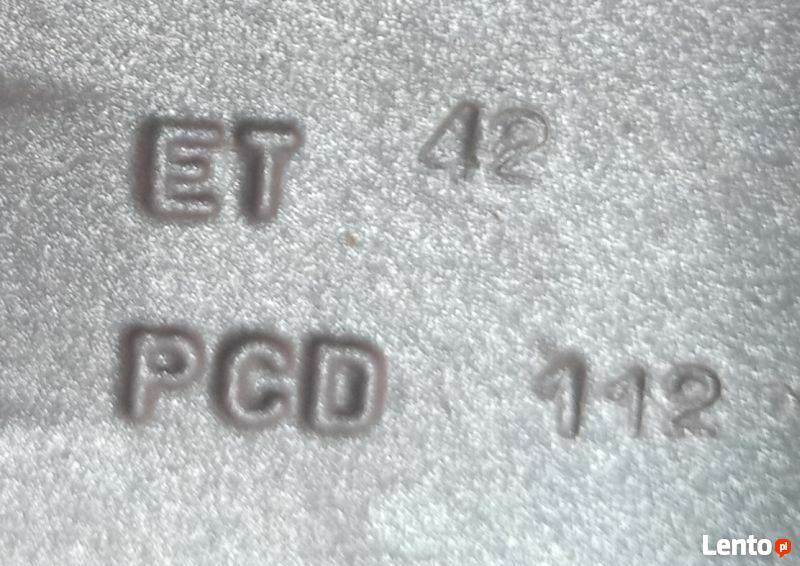 ET 42
PCD 112
Lento pl